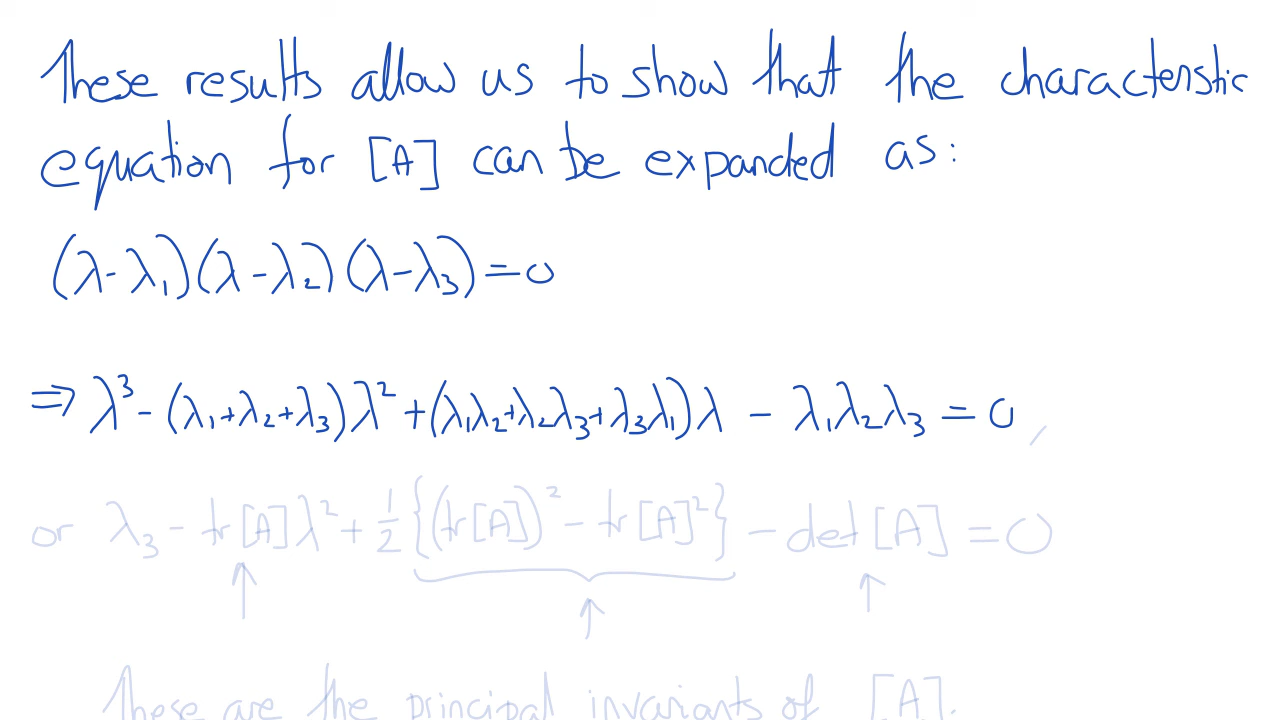 These results allow us to show that the characterstic
equation for [A] can be expanded as:
(λ-λ₁)(λ-λ₂)(λ-λ₃)=0
⇒ λ³-(λ₁+λ₂+λ₃)λ²+(λ₁λ₂+λ₂λ₃+λ₃λ₁)λ - λ₁λ₂λ₃=0
or λ₃-tr[A]λ²+½{(tr[A])²-tr[A]²}-det[A]=0
These are the principal invariants of [A].